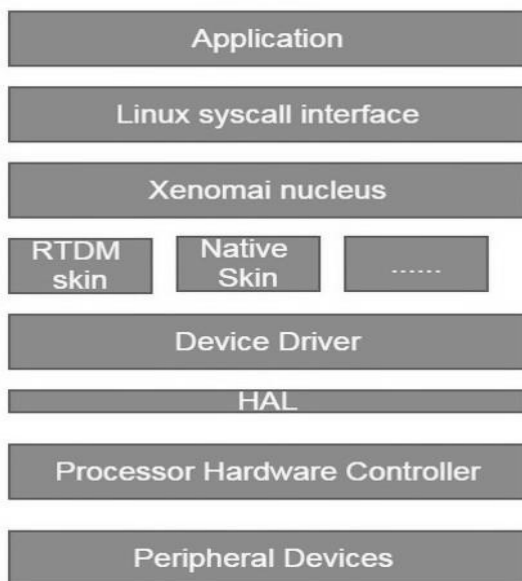 Application
Linux syscall interface
Xenomai nucleus
RTDM
skin
Native
Skin
......
Device Driver
HAL
Processor Hardware Controller
Peripheral Devices